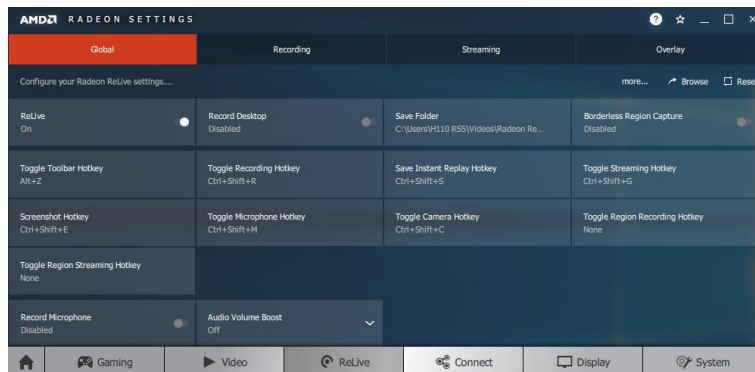 AMD RADEON SETTINGS
Global Recording Streaming Overlay
Configure your Radeon ReLive settings.... more... Browse Rese
ReLive
On
Record Desktop
Disabled
Save Folder
C:\Users\H110 RS5\Videos\Radeon Re...
Borderless Region Capture
Disabled
Toggle Toolbar Hotkey
Alt+Z
Toggle Recording Hotkey
Ctrl+Shift+R
Save Instant Replay Hotkey
Ctrl+Shift+S
Toggle Streaming Hotkey
Ctrl+Shift+G
Screenshot Hotkey
Ctrl+Shift+E
Toggle Microphone Hotkey
Ctrl+Shift+M
Toggle Camera Hotkey
Ctrl+Shift+C
Toggle Region Recording Hotkey
None
Toggle Region Streaming Hotkey
None
Record Microphone
Disabled
Audio Volume Boost
Off
Gaming Video ReLive Connect Display System